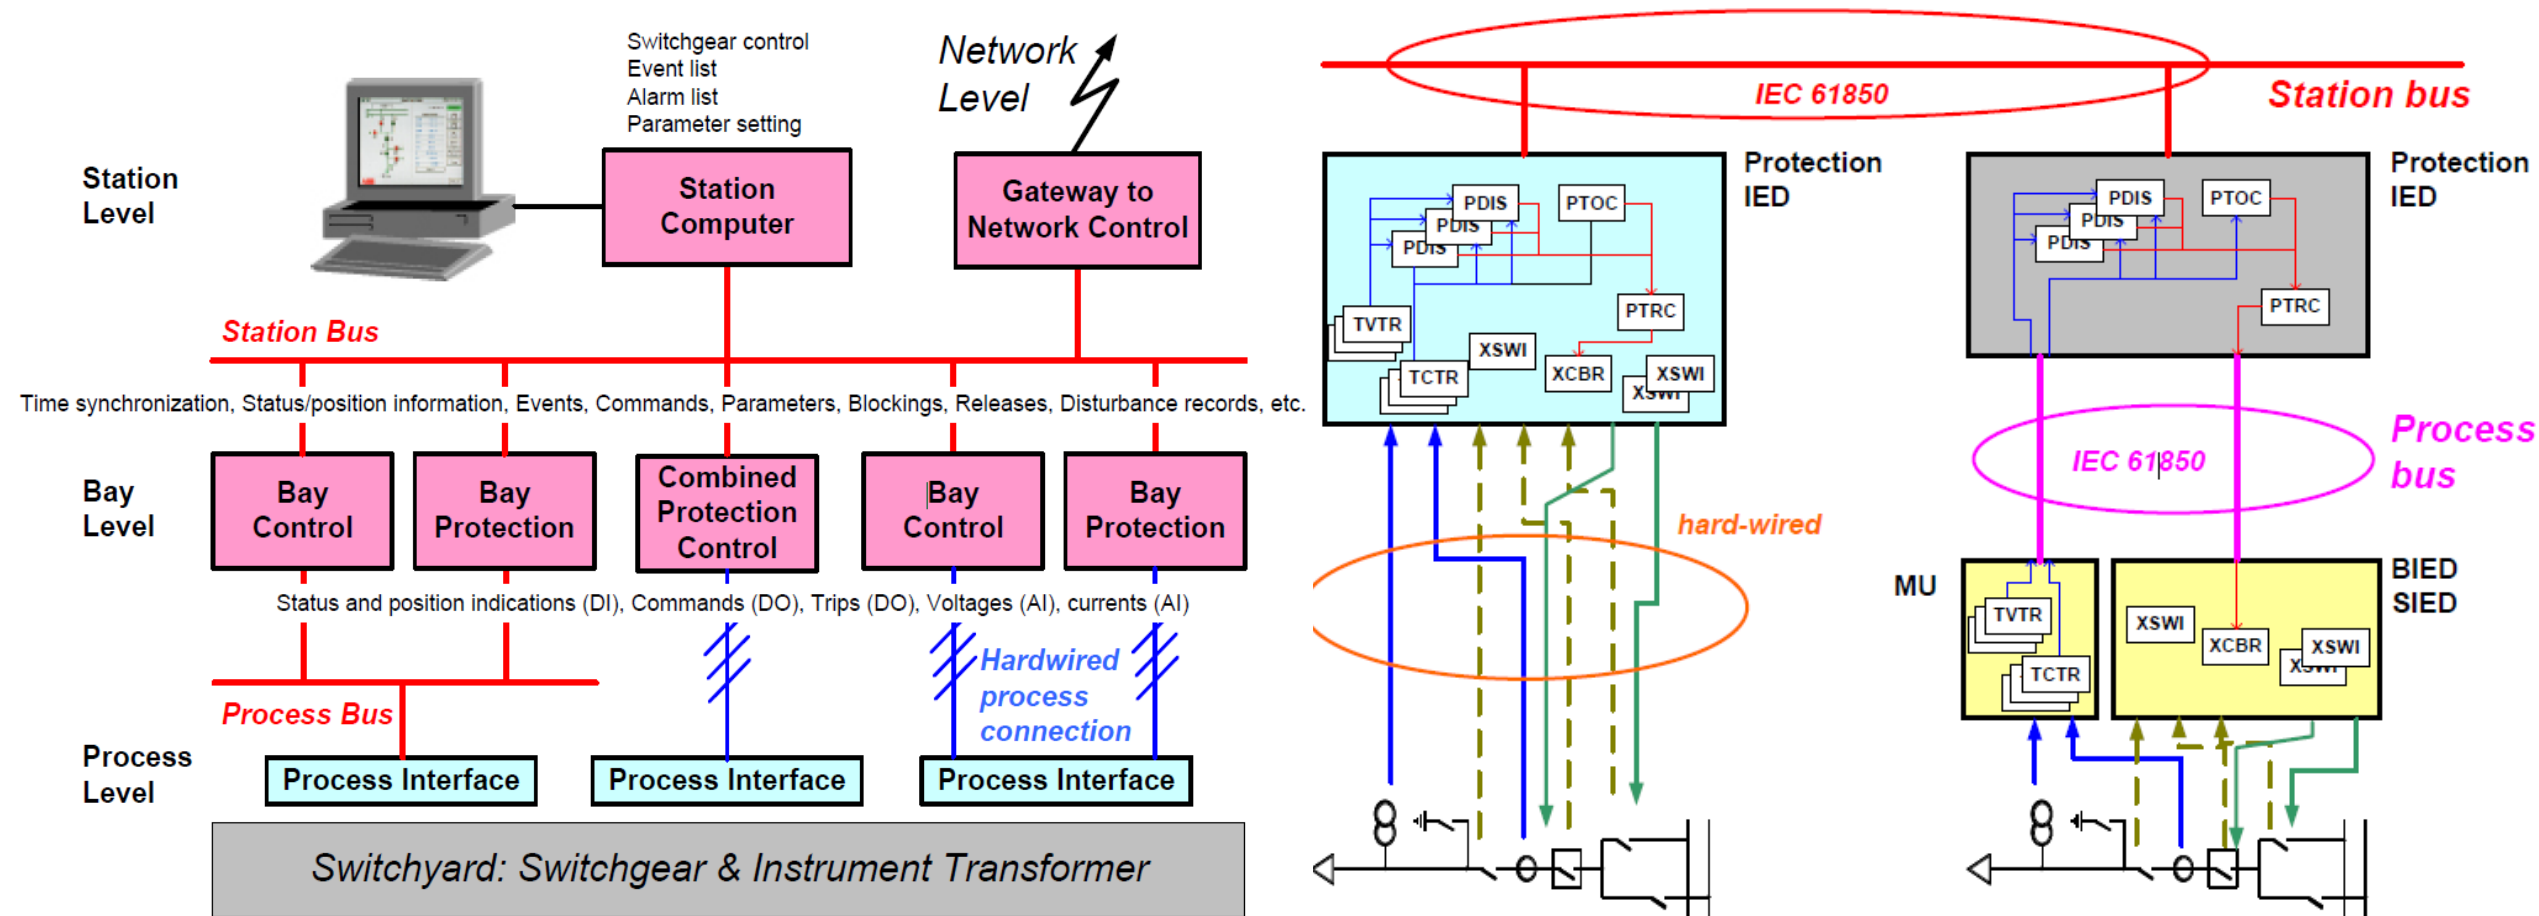 Switchgear control
Event list
Alarm list
Parameter setting
Network
Level
Station
Level
Station
Computer
Gateway to
Network Control
Station Bus
Time synchronization, Status/position information, Events, Commands, Parameters, Blockings, Releases, Disturbance records, etc.
Bay
Level
Bay
Control
Bay
Protection
Combined
Protection
Control
Bay
Control
Bay
Protection
Status and position indications (DI), Commands (DO), Trips (DO), Voltages (AI), currents (AI)
Hardwired
process
connection
Process Bus
Process
Level
Process Interface
Process Interface
Process Interface
Switchyard: Switchgear & Instrument Transformer
IEC 61850
Station bus
Protection
IED
PDIS
PDIS
PDIS
PTOC
PTRC
TVTR
TCTR
XSWI
XCBR
XSWI
XSWI
hard-wired
Protection
IED
PDIS
PDIS
PDIS
PTOC
PTRC
Process
bus
IEC 61850
MU
TVTR
TCTR
BIED
SIED
XSWI
XCBR
XSWI
XSWI